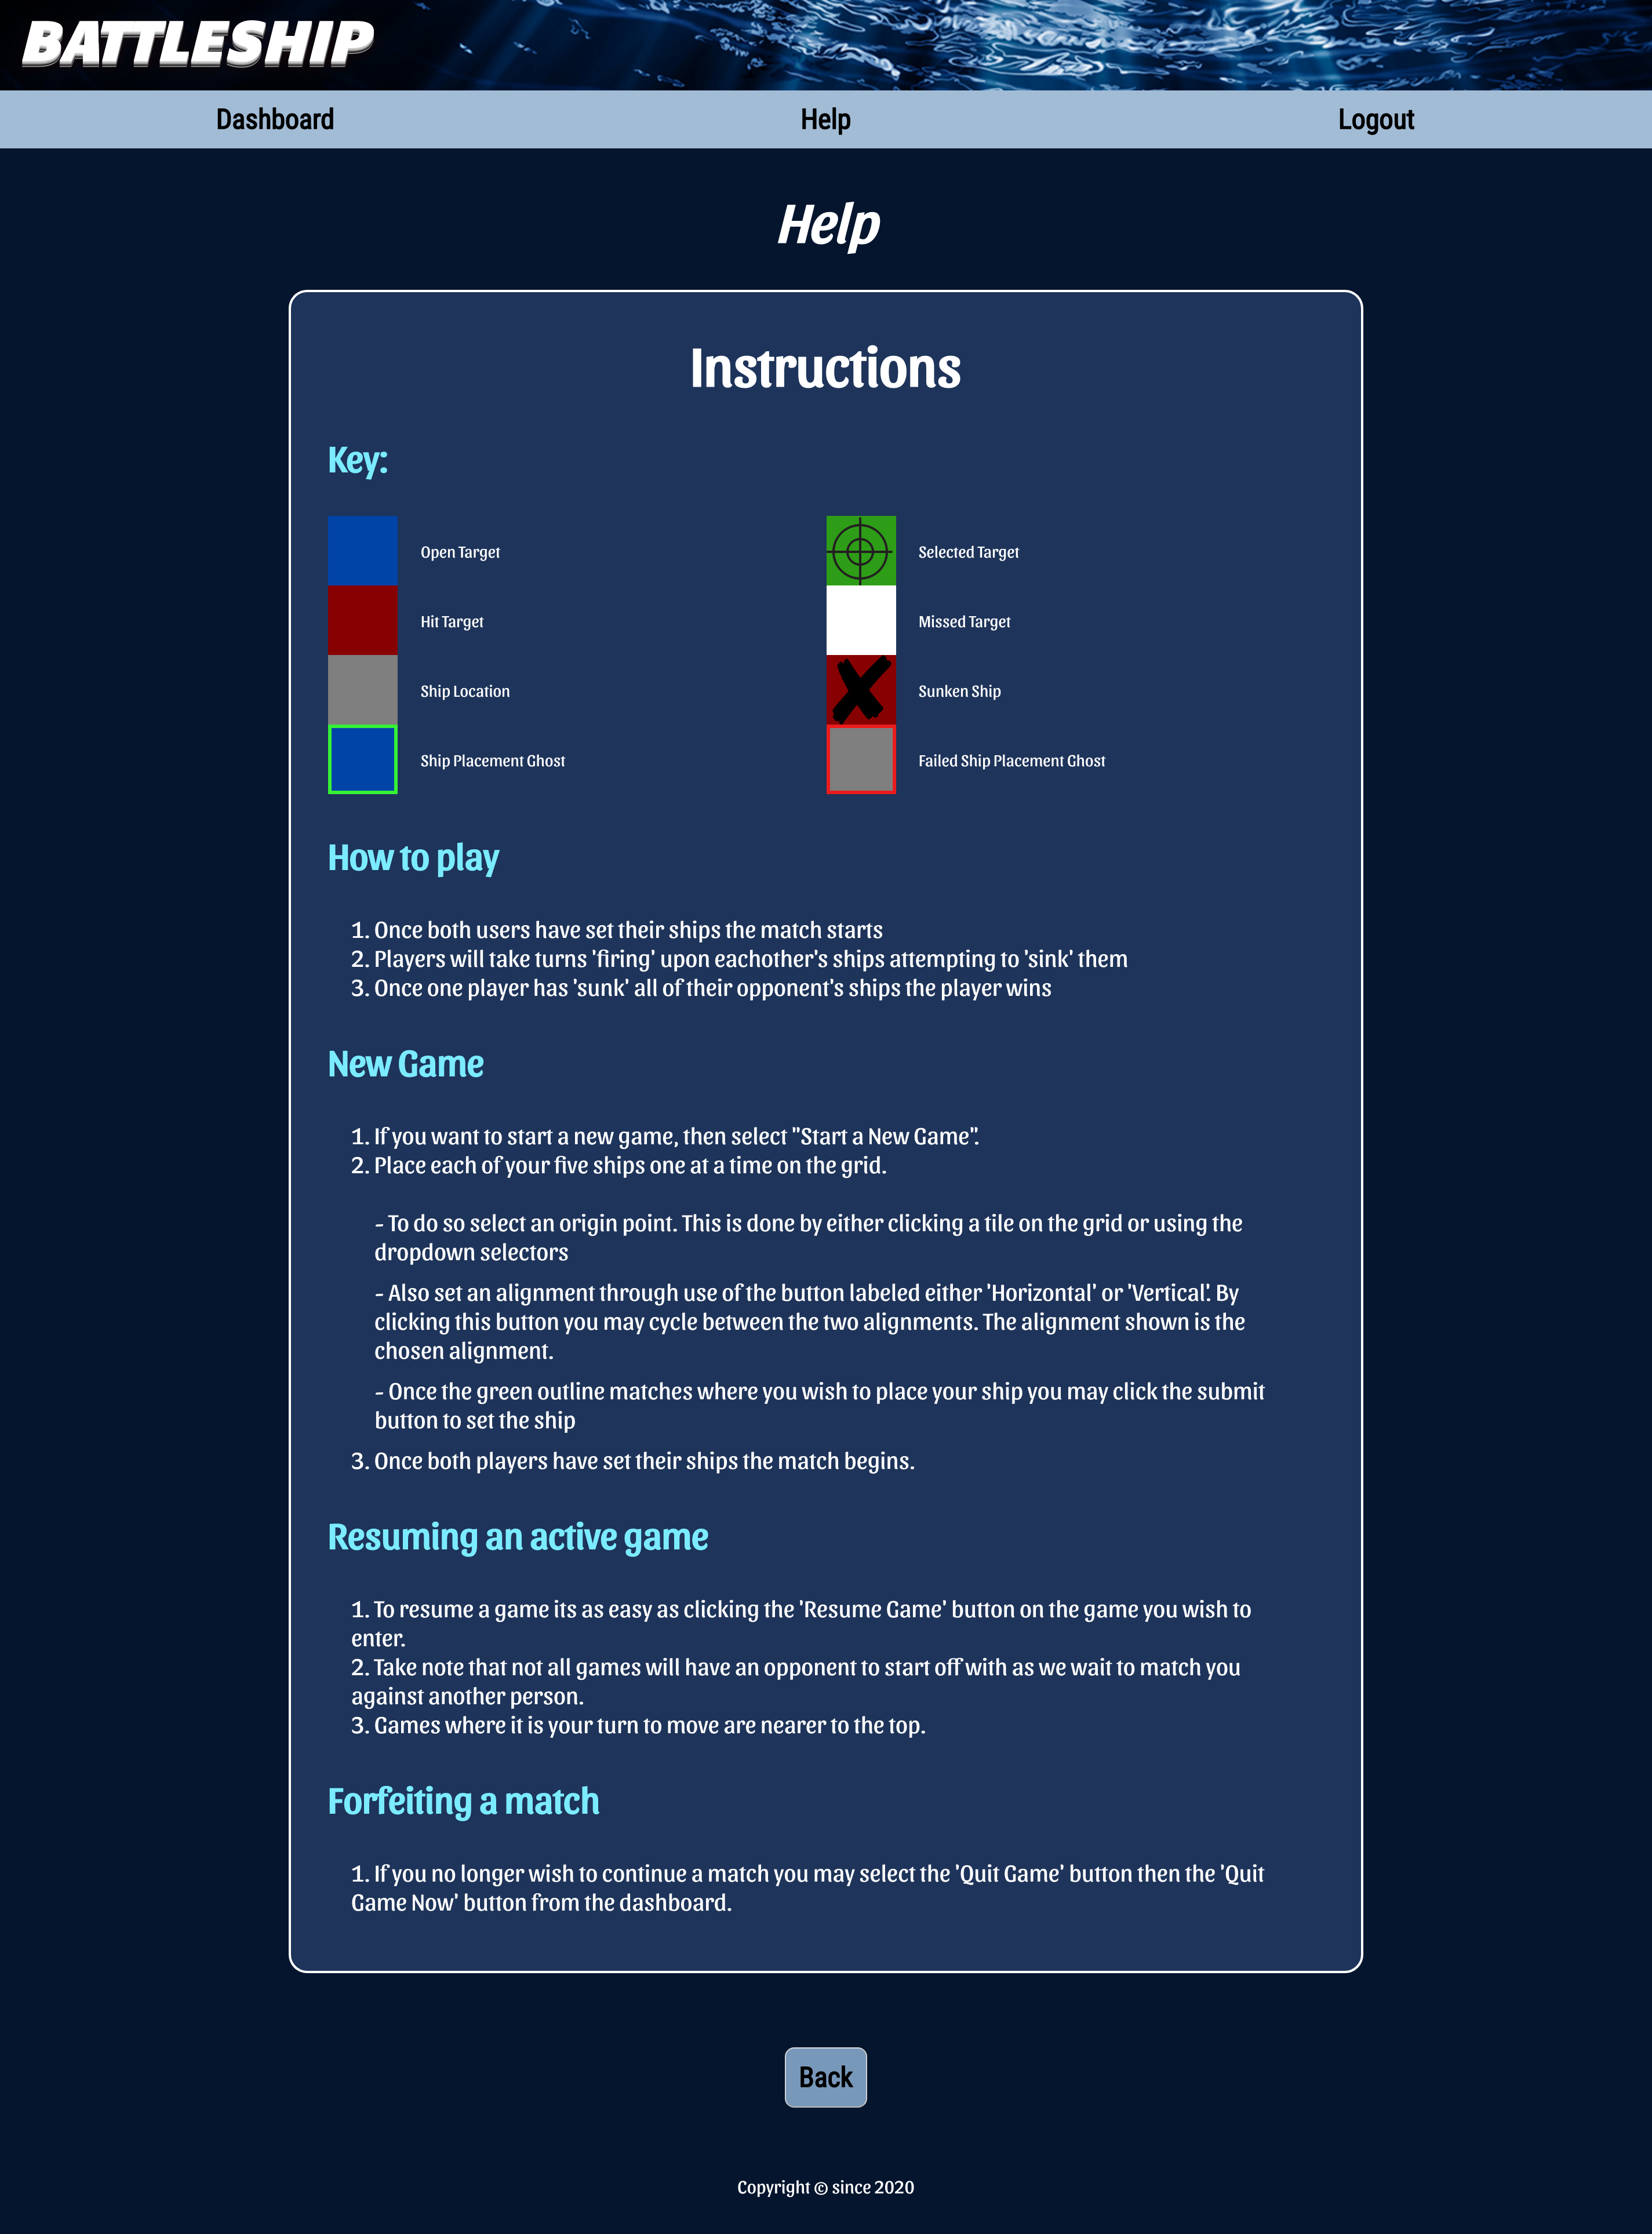 BATTLESHIP
Dashboard Help Logout
Help
Instructions
Key:
Open Target Selected Target
Hit Target Missed Target
Ship Location Sunken Ship
Ship Placement Ghost Failed Ship Placement Ghost
How to play
1. Once both users have set their ships the match starts
2. Players will take turns 'firing' upon eachother's ships attempting to 'sink' them
3. Once one player has 'sunk' all of their opponent's ships the player wins
New Game
1. If you want to start a new game, then select "Start a New Game".
2. Place each of your five ships one at a time on the grid.
- To do so select an origin point. This is done by either clicking a tile on the grid or using the
dropdown selectors
- Also set an alignment through use of the button labeled either 'Horizontal' or 'Vertical'. By
clicking this button you may cycle between the two alignments. The alignment shown is the
chosen alignment.
- Once the green outline matches where you wish to place your ship you may click the submit
button to set the ship
3. Once both players have set their ships the match begins.
Resuming an active game
1. To resume a game its as easy as clicking the 'Resume Game' button on the game you wish to
enter.
2. Take note that not all games will have an opponent to start off with as we wait to match you
against another person.
3. Games where it is your turn to move are nearer to the top.
Forfeiting a match
1. If you no longer wish to continue a match you may select the 'Quit Game' button then the 'Quit
Game Now' button from the dashboard.
Back
Copyright © since 2020